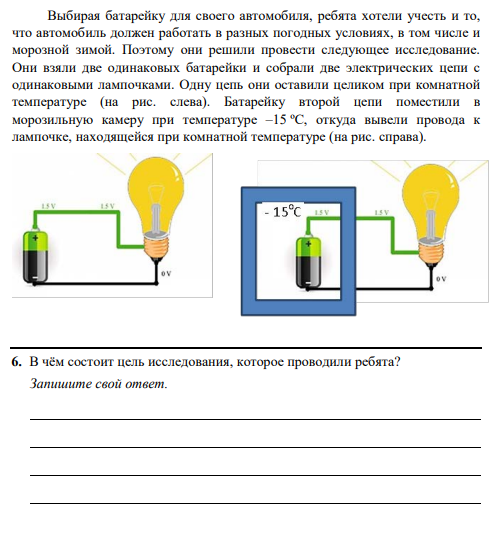 Выбирая батарейку для своего автомобиля, ребята хотели учесть и то,
что автомобиль должен работать в разных погодных условиях, в том числе и
морозной зимой. Поэтому они решили провести следующее исследование.
Они взяли две одинаковых батарейки и собрали две электрических цепи с
одинаковыми лампочками. Одну цепь они оставили целиком при комнатной
температуре (на рис. слева). Батарейку второй цепи поместили в
морозильную камеру при температуре –15 °С, откуда вывели провода к
лампочке, находящейся при комнатной температуре (на рис. справа).
1.5 V 1.5 V
+
0 V
- 15°C 1.5 V 1.5 V
+
0 V
6. В чём состоит цель исследования, которое проводили ребята?
Запишите свой ответ.